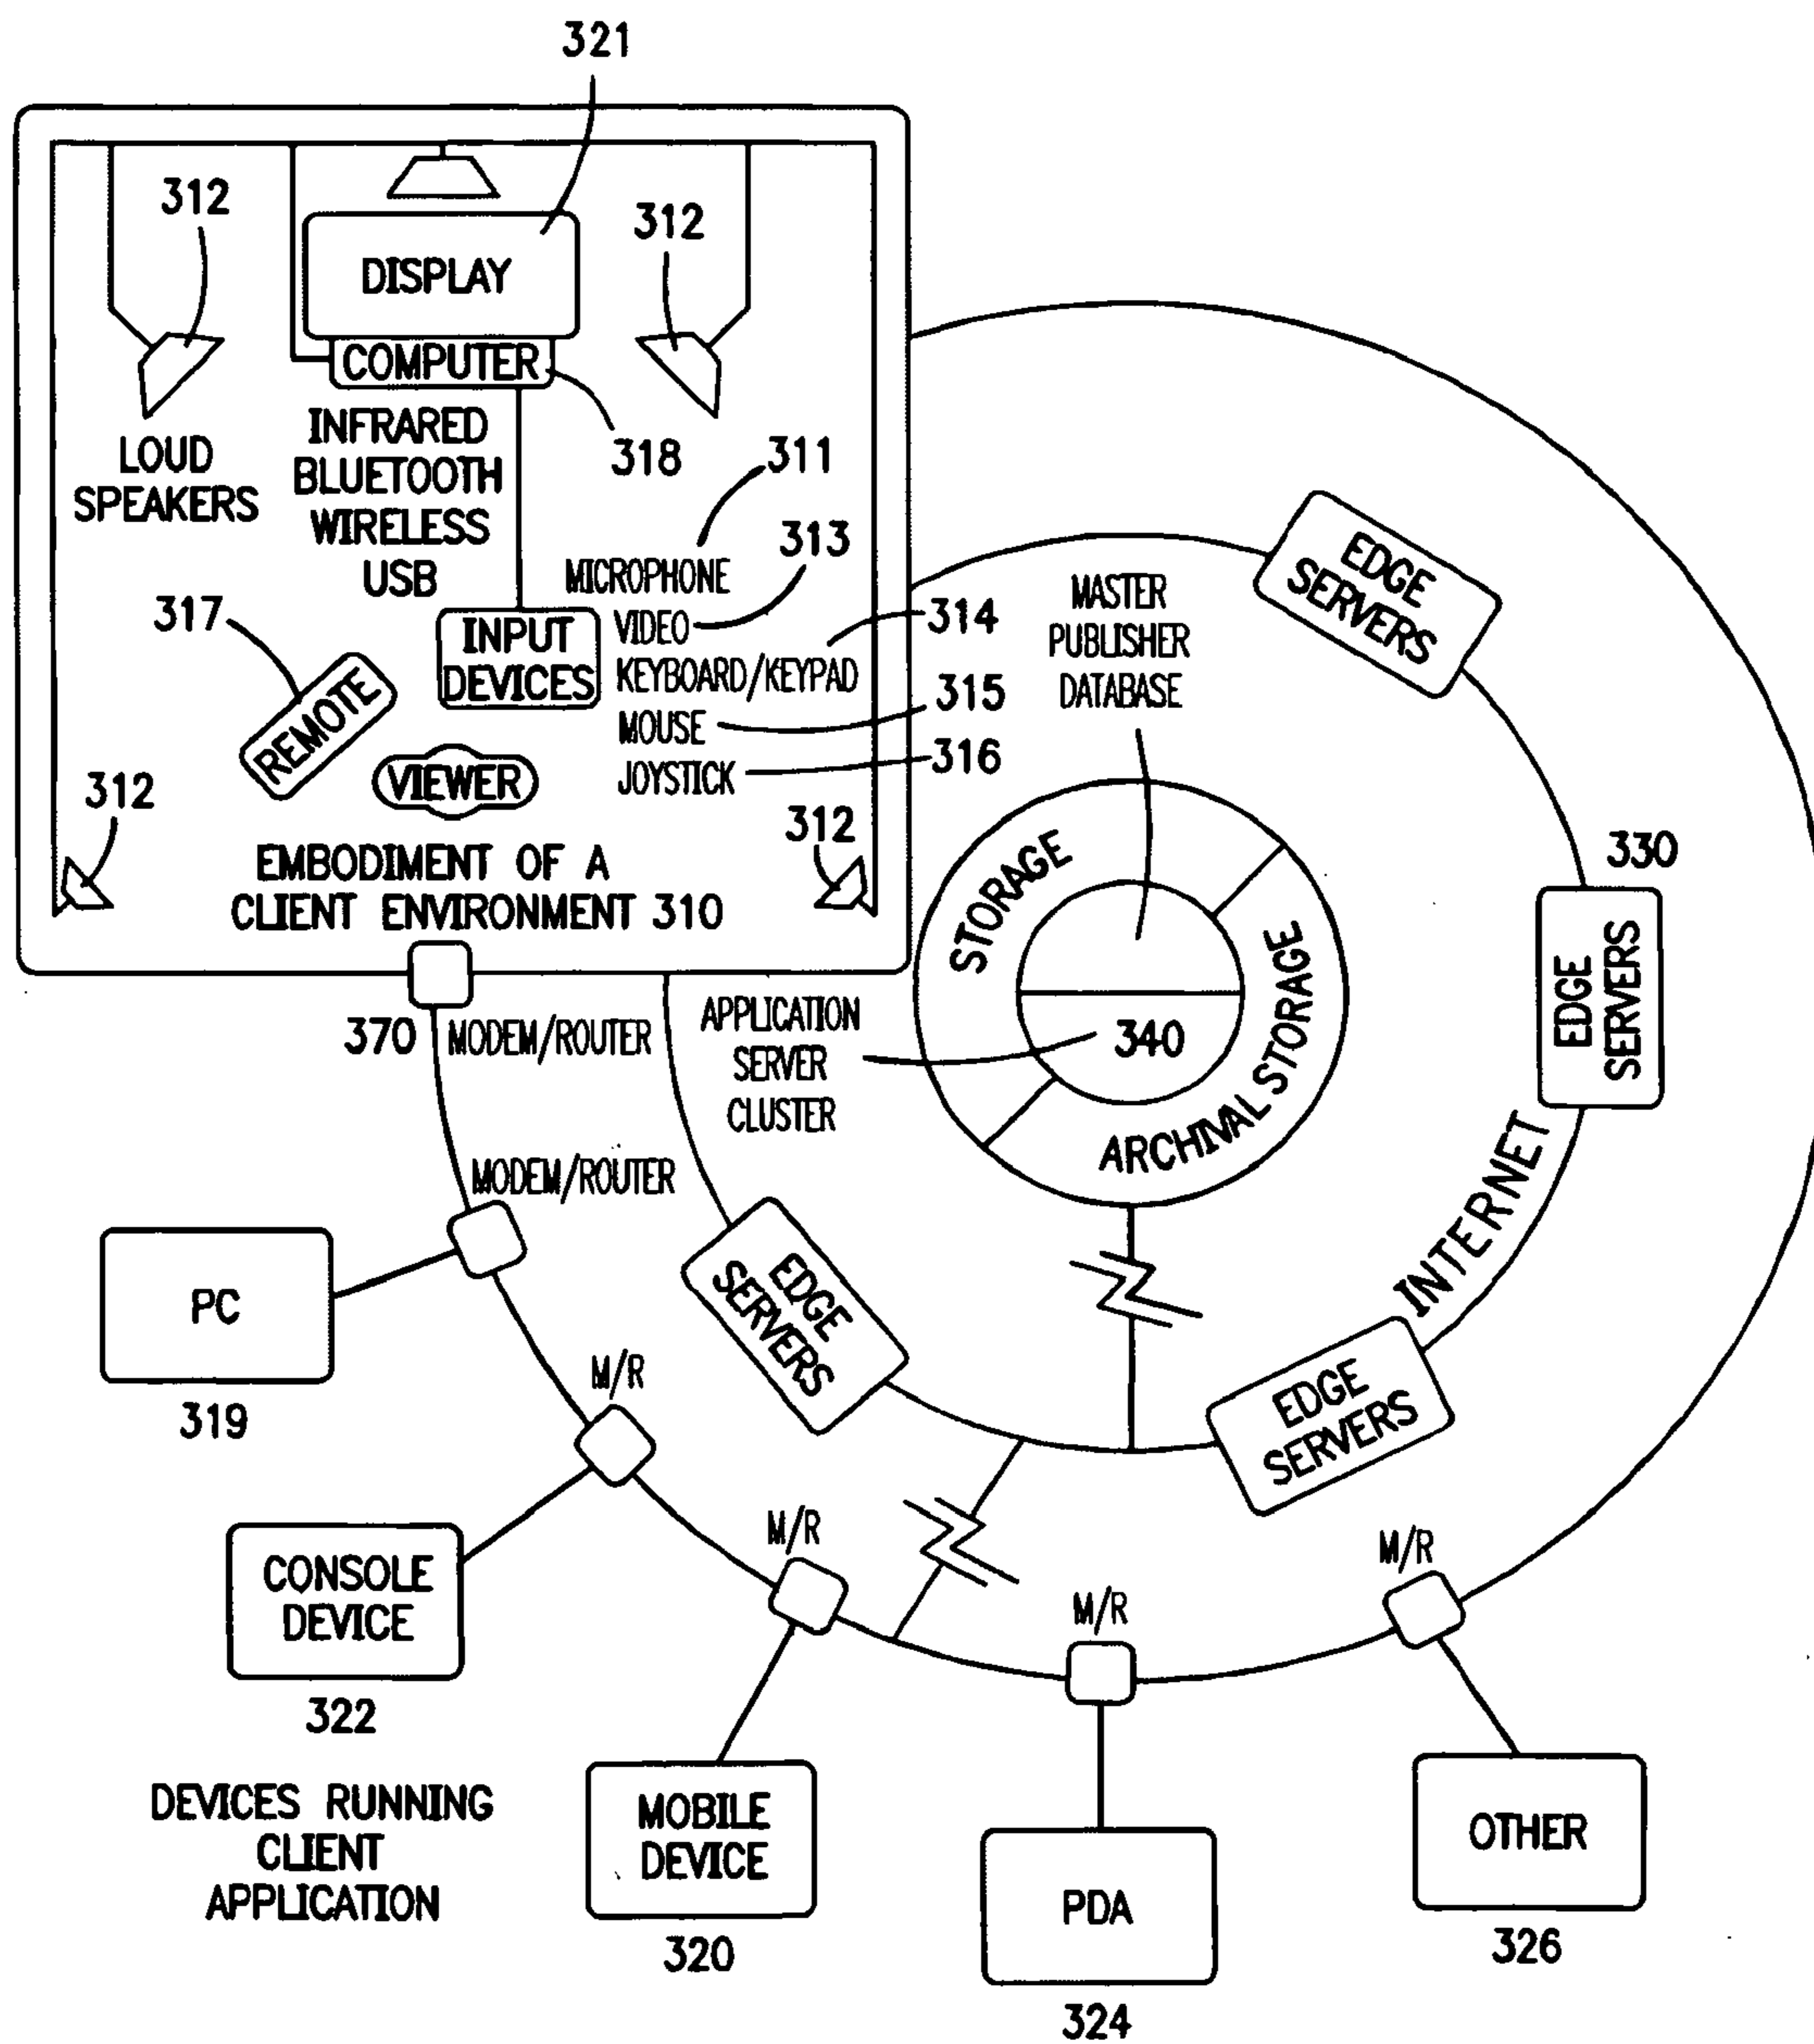 321
312
312
DISPLAY
COMPUTER
318
LOUD
SPEAKERS
INFRARED
BLUETOOTH
WIRELESS
USB
311
313
MICROPHONE
VIDEO
314
KEYBOARD/KEYPAD
315
MOUSE
316
JOYSTICK
INPUT
DEVICES
317
REMOTE
VIEWER
312
312
EMBODIMENT OF A
CLIENT ENVIRONMENT 310
370
MODEM/ROUTER
MASTER
PUBLISHER
DATABASE
EDGE
SERVERS
330
EDGE
SERVERS
STORAGE
ARCHIVAL STORAGE
340
APPLICATION
SERVER
CLUSTER
INTERNET
MODEM/ROUTER
EDGE
SERVERS
EDGE
SERVERS
PC
319
M/R
CONSOLE
DEVICE
322
M/R
MOBILE
DEVICE
320
M/R
PDA
324
M/R
OTHER
326
DEVICES RUNNING
CLIENT
APPLICATION